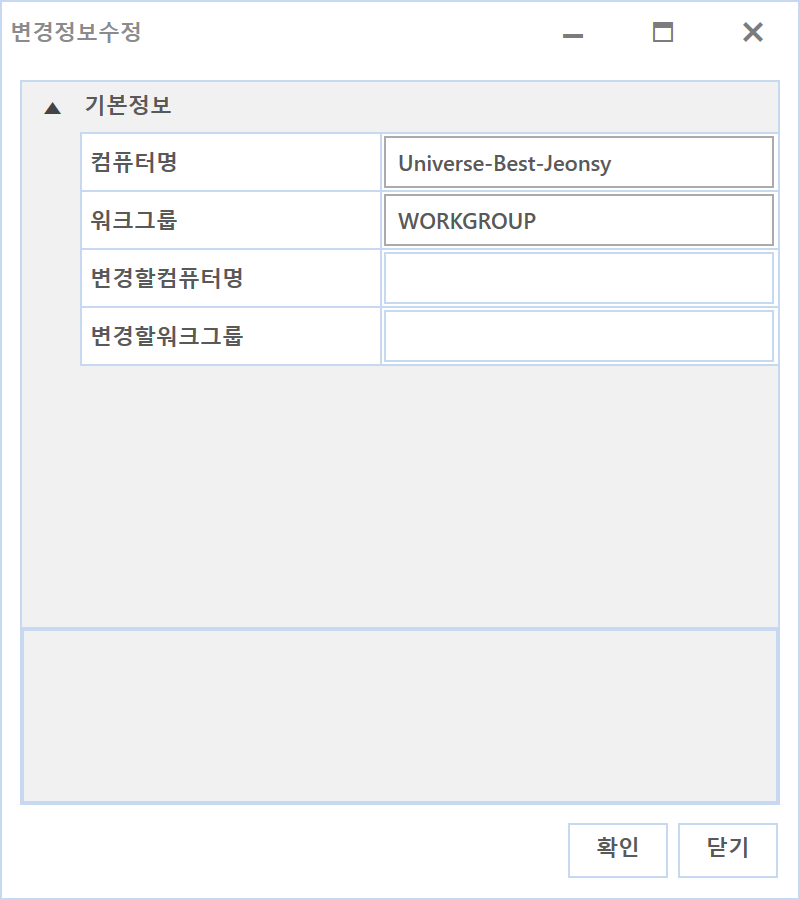 변경정보수정
기본정보
컴퓨터명 Universe-Best-Jeonsy
워크그룹 WORKGROUP
변경할컴퓨터명
변경할워크그룹
확인 닫기